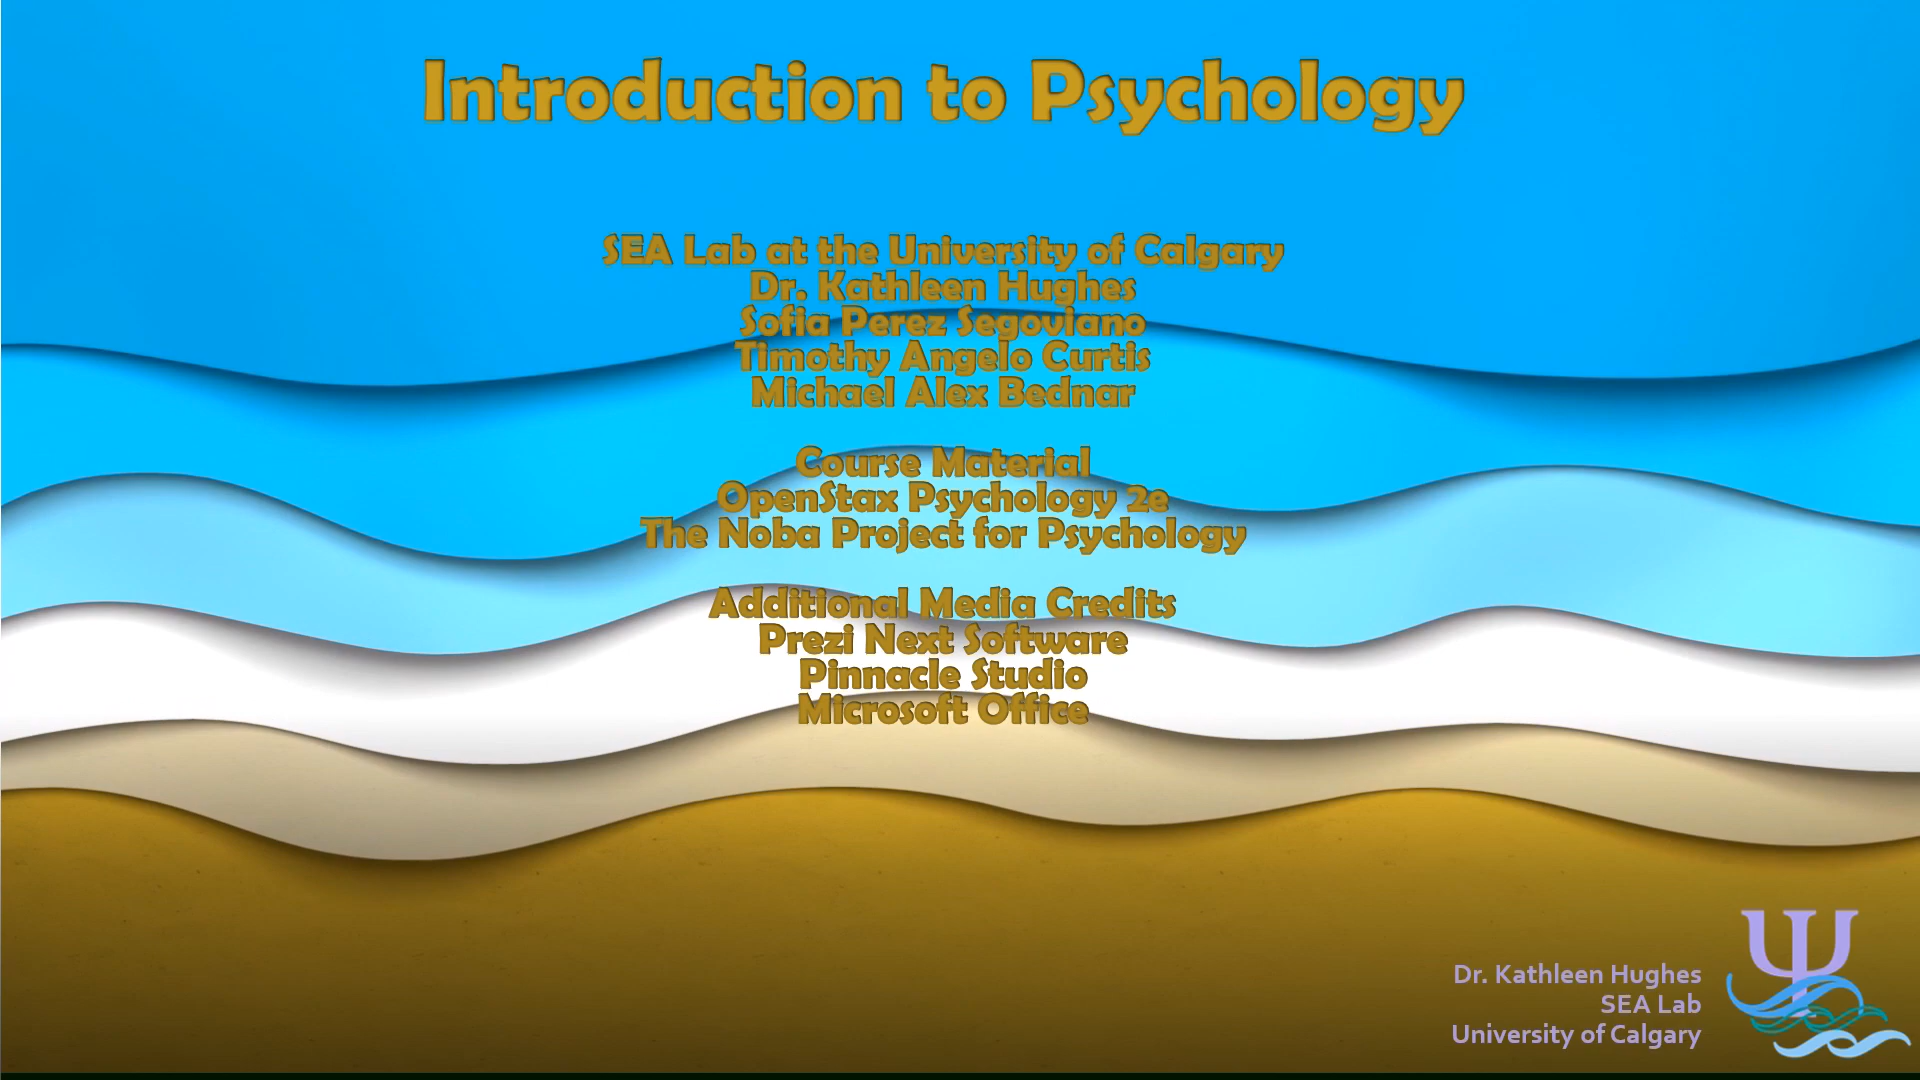 Introduction to Psychology
SEA Lab at the University of Calgary
Dr. Kathleen Hughes
Sofia Perez Segoviano
Timothy Angelo Curtis
Michael Alex Bednar
Course Material
OpenStax Psychology 2e
The Noba Project for Psychology
Additional Media Credits
Prezi Next Software
Pinnacle Studio
Microsoft Office
Dr. Kathleen Hughes
SEA Lab
University of Calgary
Ψ